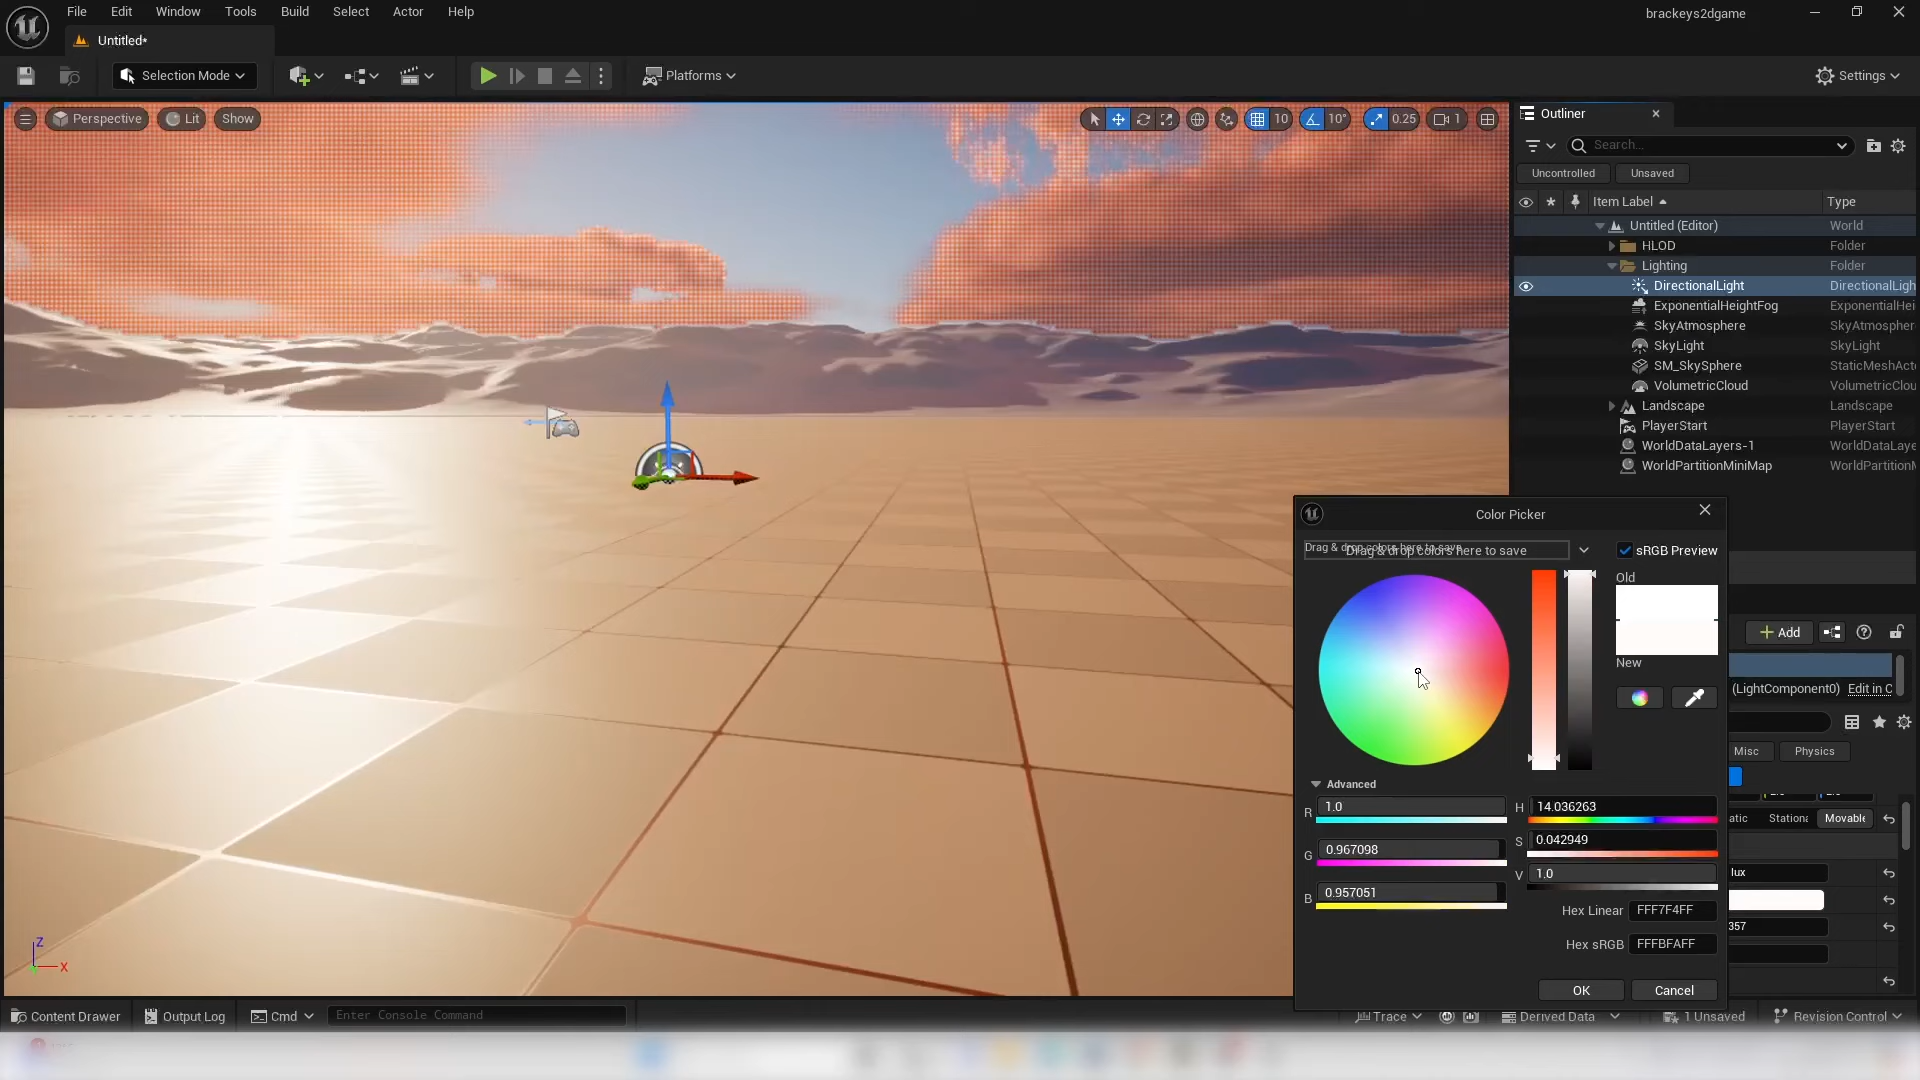 File Edit Window Tools Build Select Actor Help
brackeys2dgame
Untitled*
Selection Mode
Platforms
Settings
Perspective Lit Show
10 10° 0.25 1
Outliner
Search...
Uncontrolled Unsaved
Item Label Type
Untitled (Editor) World
HLOD Folder
Lighting Folder
DirectionalLight DirectionalLigh
ExponentialHeightFog ExponentialHei
SkyAtmosphere SkyAtmospher
SkyLight SkyLight
SM_SkySphere StaticMeshActo
VolumetricCloud VolumetricClou
Landscape Landscape
PlayerStart PlayerStart
WorldDataLayers-1 WorldDataLaye
WorldPartitionMiniMap WorldPartitionM
Color Picker
Drag & drop colors here to save
Drag & drop colors here to save
sRGB Preview
Old
New
Add
(LightComponent0) Edit in C
Misc Physics
Advanced
R 1.0 H 14.036263
G 0.967098 S 0.042949
B 0.957051 V 1.0
Hex Linear FFF7F4FF
Hex sRGB FFFBFAFF
OK Cancel
atic Stationa Movable
lux
357
Z
X
Content Drawer Output Log Cmd Enter Console Command
Trace Derived Data 1 Unsaved Revision Control